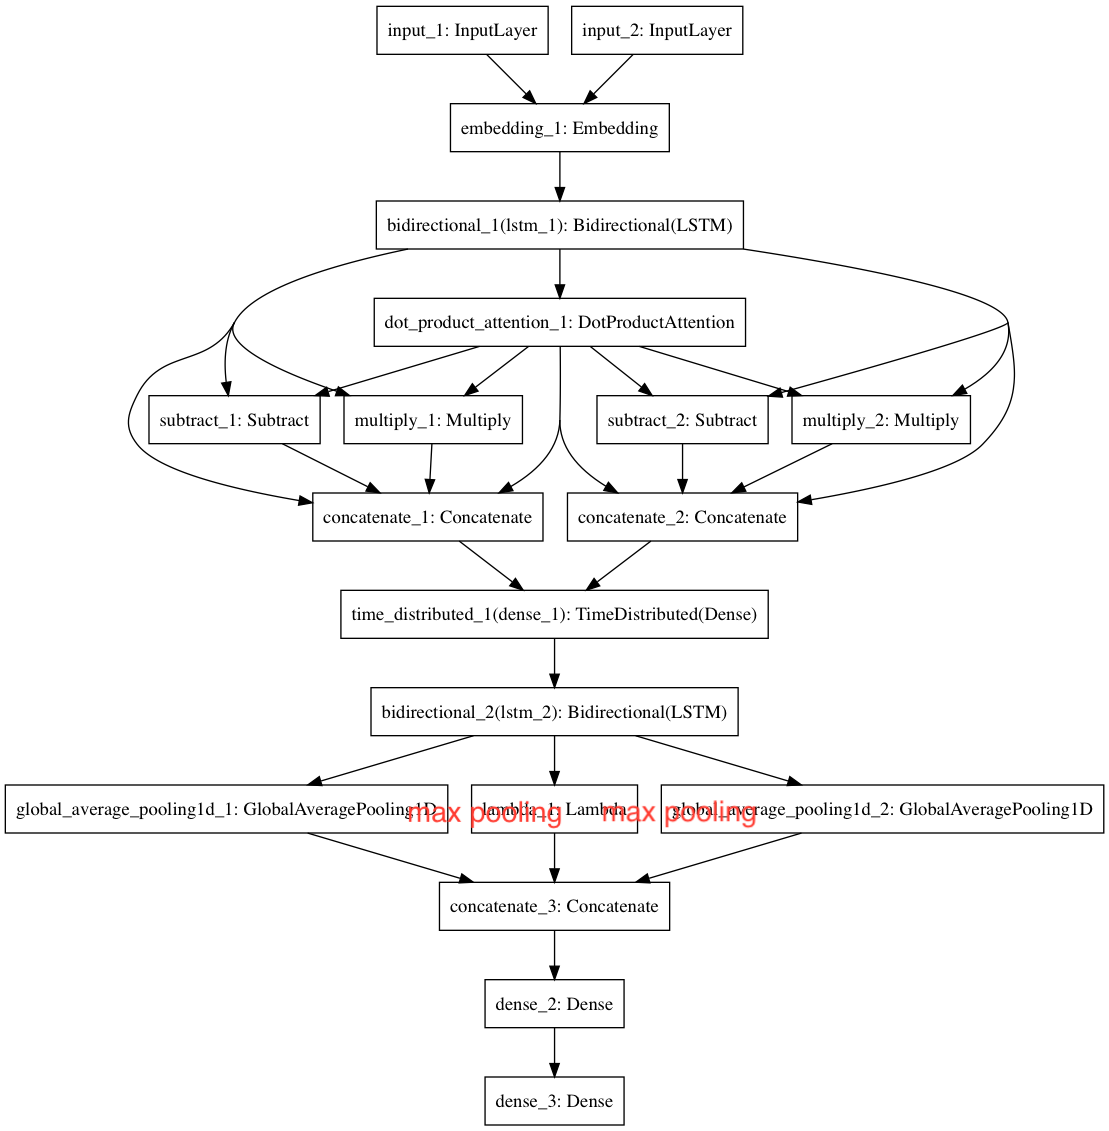 input_1: InputLayer
input_2: InputLayer
embedding_1: Embedding
bidirectional_1(lstm_1): Bidirectional(LSTM)
dot_product_attention_1: DotProductAttention
subtract_1: Subtract
multiply_1: Multiply
subtract_2: Subtract
multiply_2: Multiply
concatenate_1: Concatenate
concatenate_2: Concatenate
time_distributed_1(dense_1): TimeDistributed(Dense)
bidirectional_2(lstm_2): Bidirectional(LSTM)
global_average_pooling1d_1: GlobalAveragePooling1D
max pooling
lambda_1: Lambda
max pooling
global_average_pooling1d_2: GlobalAveragePooling1D
concatenate_3: Concatenate
dense_2: Dense
dense_3: Dense